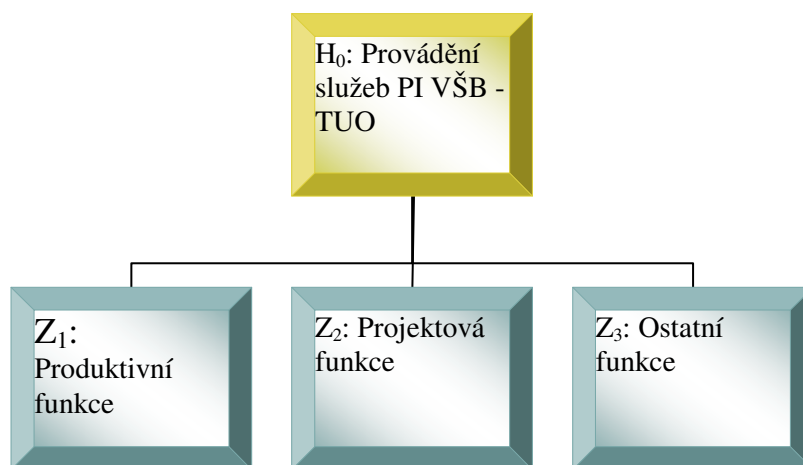 H₀: Provádění
služeb PI VŠB -
TUO
Z₁:
Produktivní
funkce
Z₂: Projektová
funkce
Z₃: Ostatní
funkce